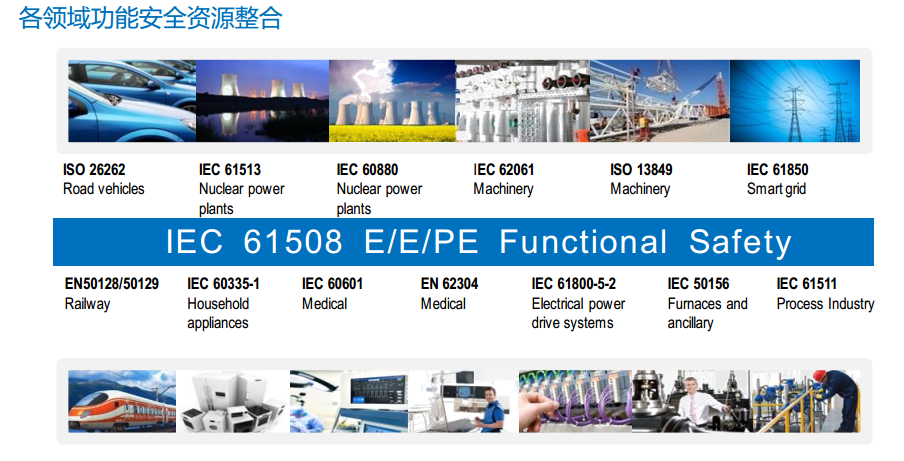 各领域功能安全资源整合
ISO 26262
Road vehicles
IEC 61513
Nuclear power
plants
IEC 60880
Nuclear power
plants
IEC 62061
Machinery
ISO 13849
Machinery
IEC 61850
Smart grid
IEC 61508 E/E/PE Functional Safety
EN50128/50129
Railway
IEC 60335-1
Household
appliances
IEC 60601
Medical
EN 62304
Medical
IEC 61800-5-2
Electrical power
drive systems
IEC 50156
Furnaces and
ancillary
IEC 61511
Process Industry